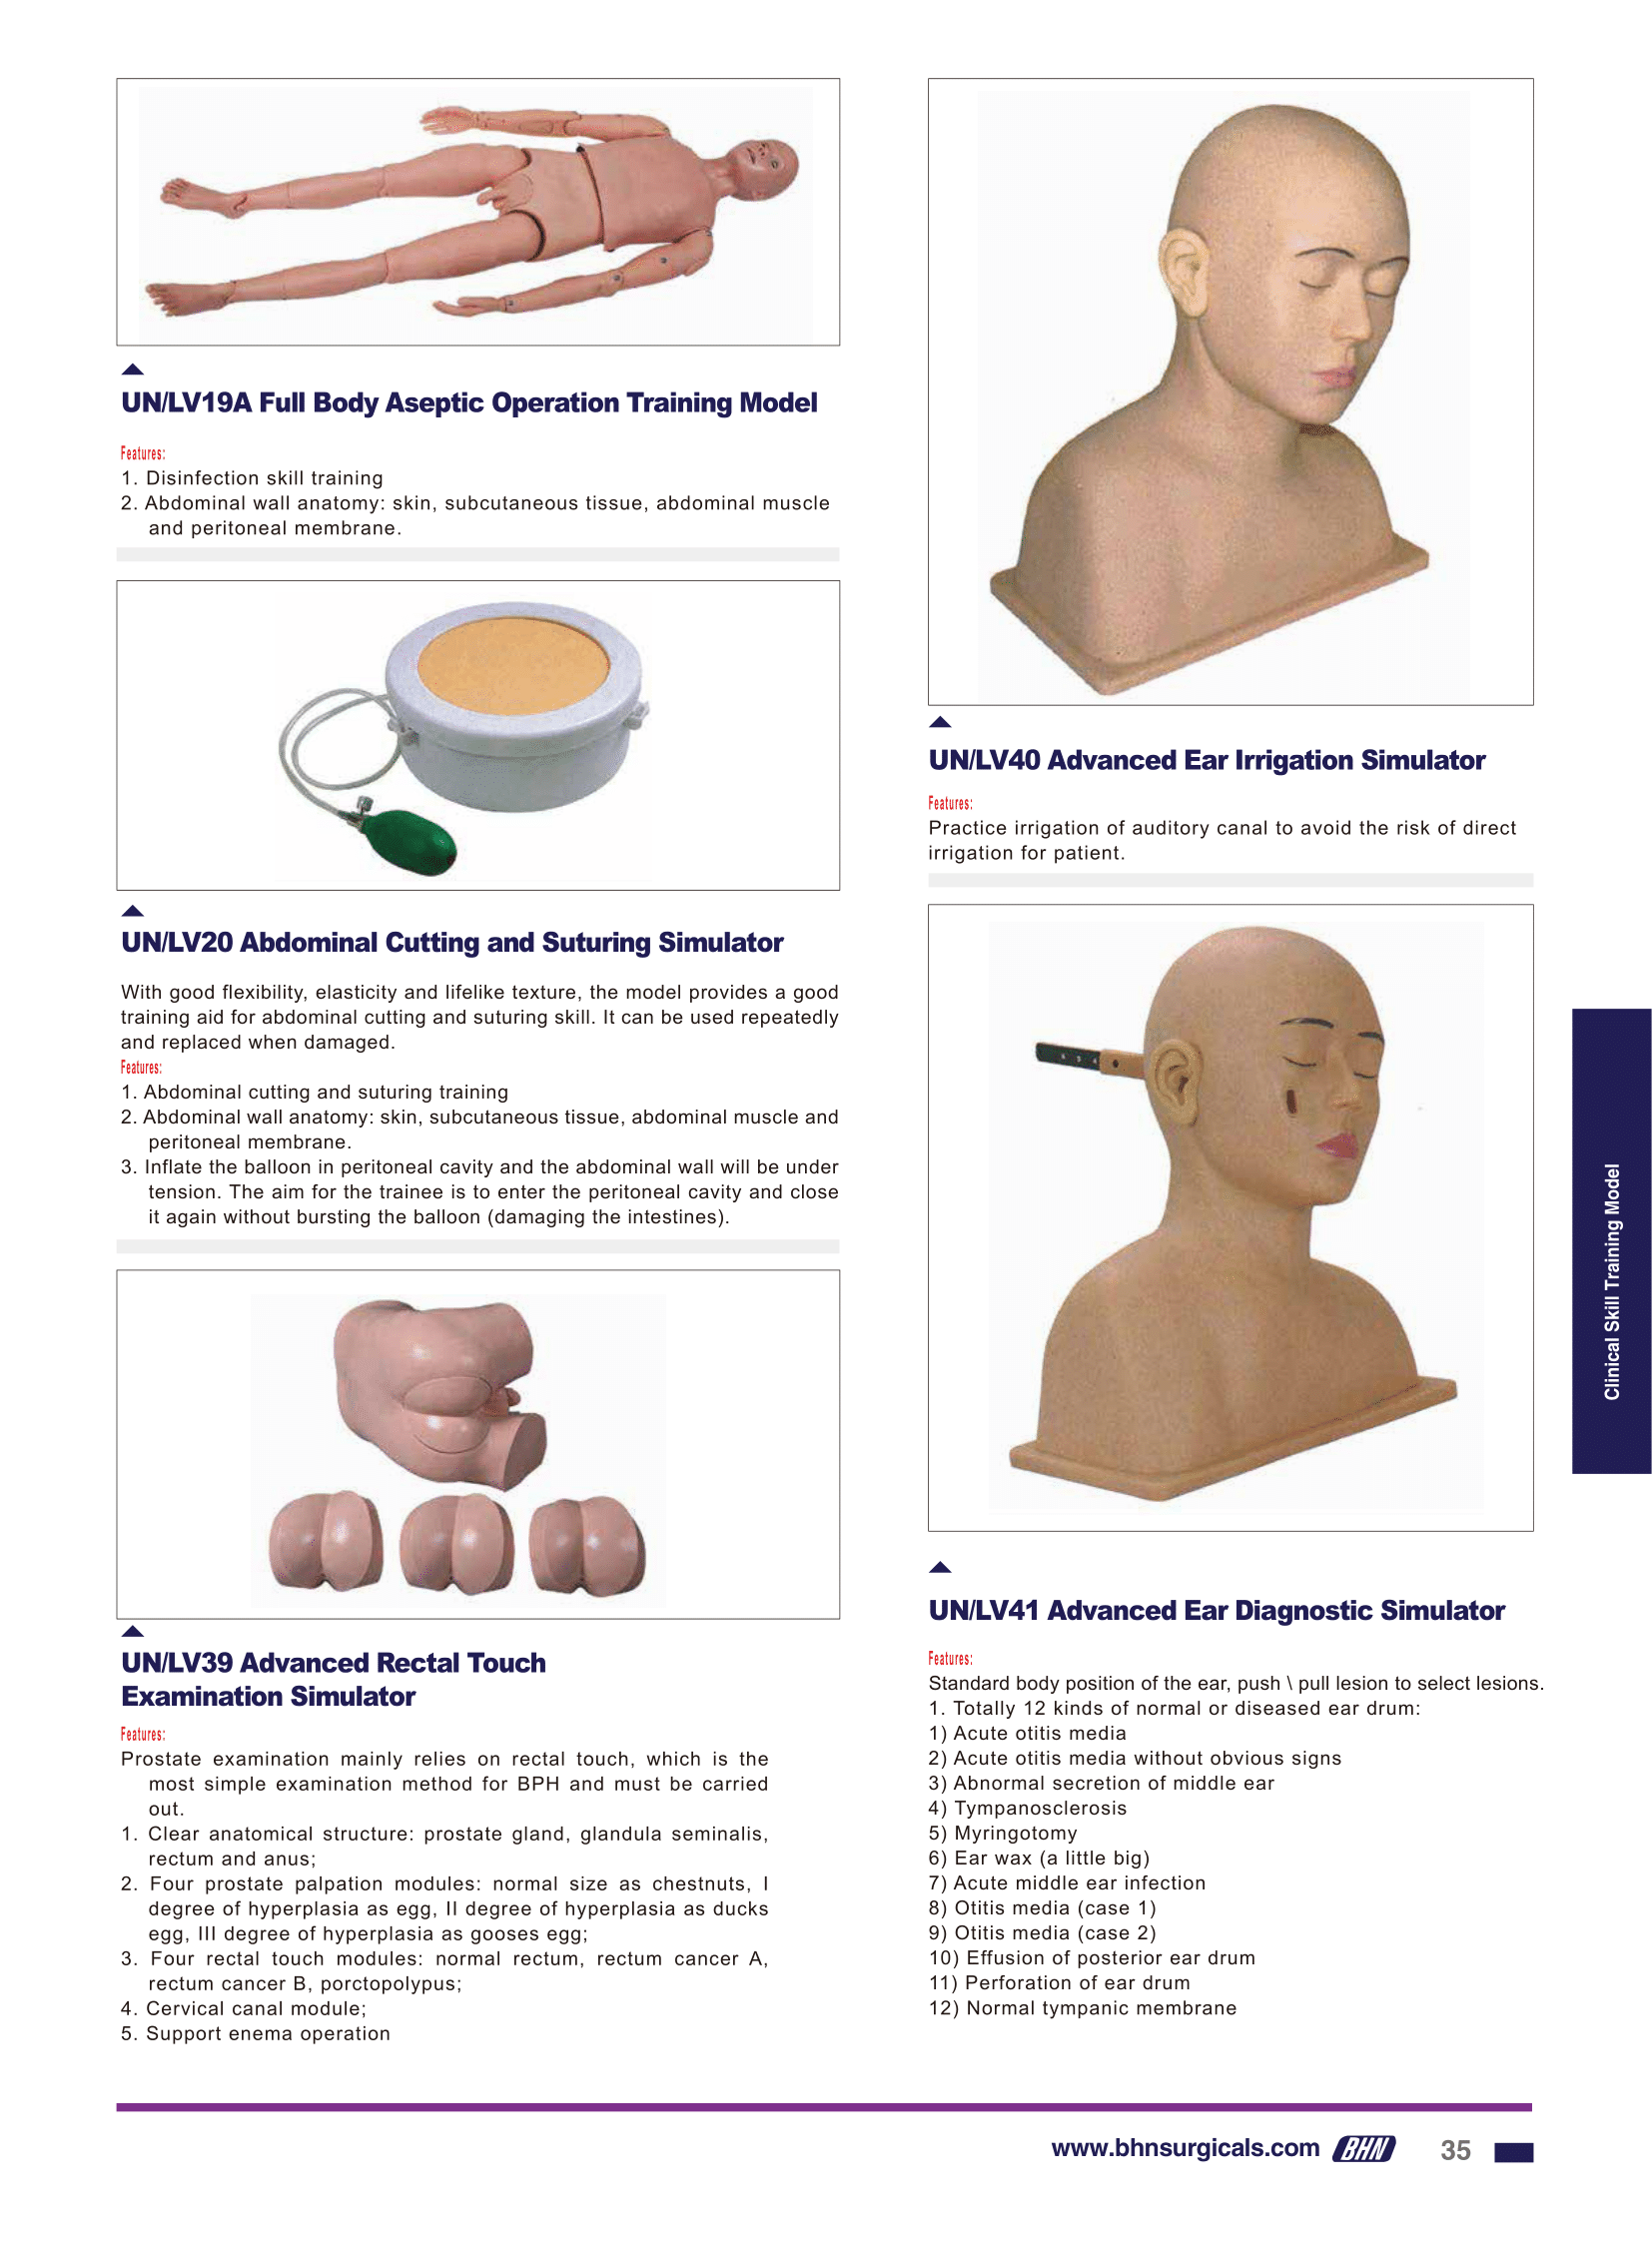 UN/LV19A Full Body Aseptic Operation Training Model
Features:
1. Disinfection skill training
2. Abdominal wall anatomy: skin, subcutaneous tissue, abdominal muscle
and peritoneal membrane.
UN/LV20 Abdominal Cutting and Suturing Simulator
With good flexibility, elasticity and lifelike texture, the model provides a good
training aid for abdominal cutting and suturing skill. It can be used repeatedly
and replaced when damaged.
Features:
1. Abdominal cutting and suturing training
2. Abdominal wall anatomy: skin, subcutaneous tissue, abdominal muscle and
peritoneal membrane.
3. Inflate the balloon in peritoneal cavity and the abdominal wall will be under
tension. The aim for the trainee is to enter the peritoneal cavity and close
it again without bursting the balloon (damaging the intestines).
UN/LV39 Advanced Rectal Touch
Examination Simulator
Features:
Prostate examination mainly relies on rectal touch, which is the
most simple examination method for BPH and must be carried
out.
1. Clear anatomical structure: prostate gland, glandula seminalis,
rectum and anus;
2. Four prostate palpation modules: normal size as chestnuts, I
degree of hyperplasia as egg, II degree of hyperplasia as ducks
egg, III degree of hyperplasia as gooses egg;
3. Four rectal touch modules: normal rectum, rectum cancer A,
rectum cancer B, porctopolypus;
4. Cervical canal module;
5. Support enema operation
UN/LV40 Advanced Ear Irrigation Simulator
Features:
Practice irrigation of auditory canal to avoid the risk of direct
irrigation for patient.
UN/LV41 Advanced Ear Diagnostic Simulator
Features:
Standard body position of the ear, push \ pull lesion to select lesions.
1. Totally 12 kinds of normal or diseased ear drum:
1) Acute otitis media
2) Acute otitis media without obvious signs
3) Abnormal secretion of middle ear
4) Tympanosclerosis
5) Myringotomy
6) Ear wax (a little big)
7) Acute middle ear infection
8) Otitis media (case 1)
9) Otitis media (case 2)
10) Effusion of posterior ear drum
11) Perforation of ear drum
12) Normal tympanic membrane
Clinical Skill Training Model
www.bhnsurgicals.com BHN 35